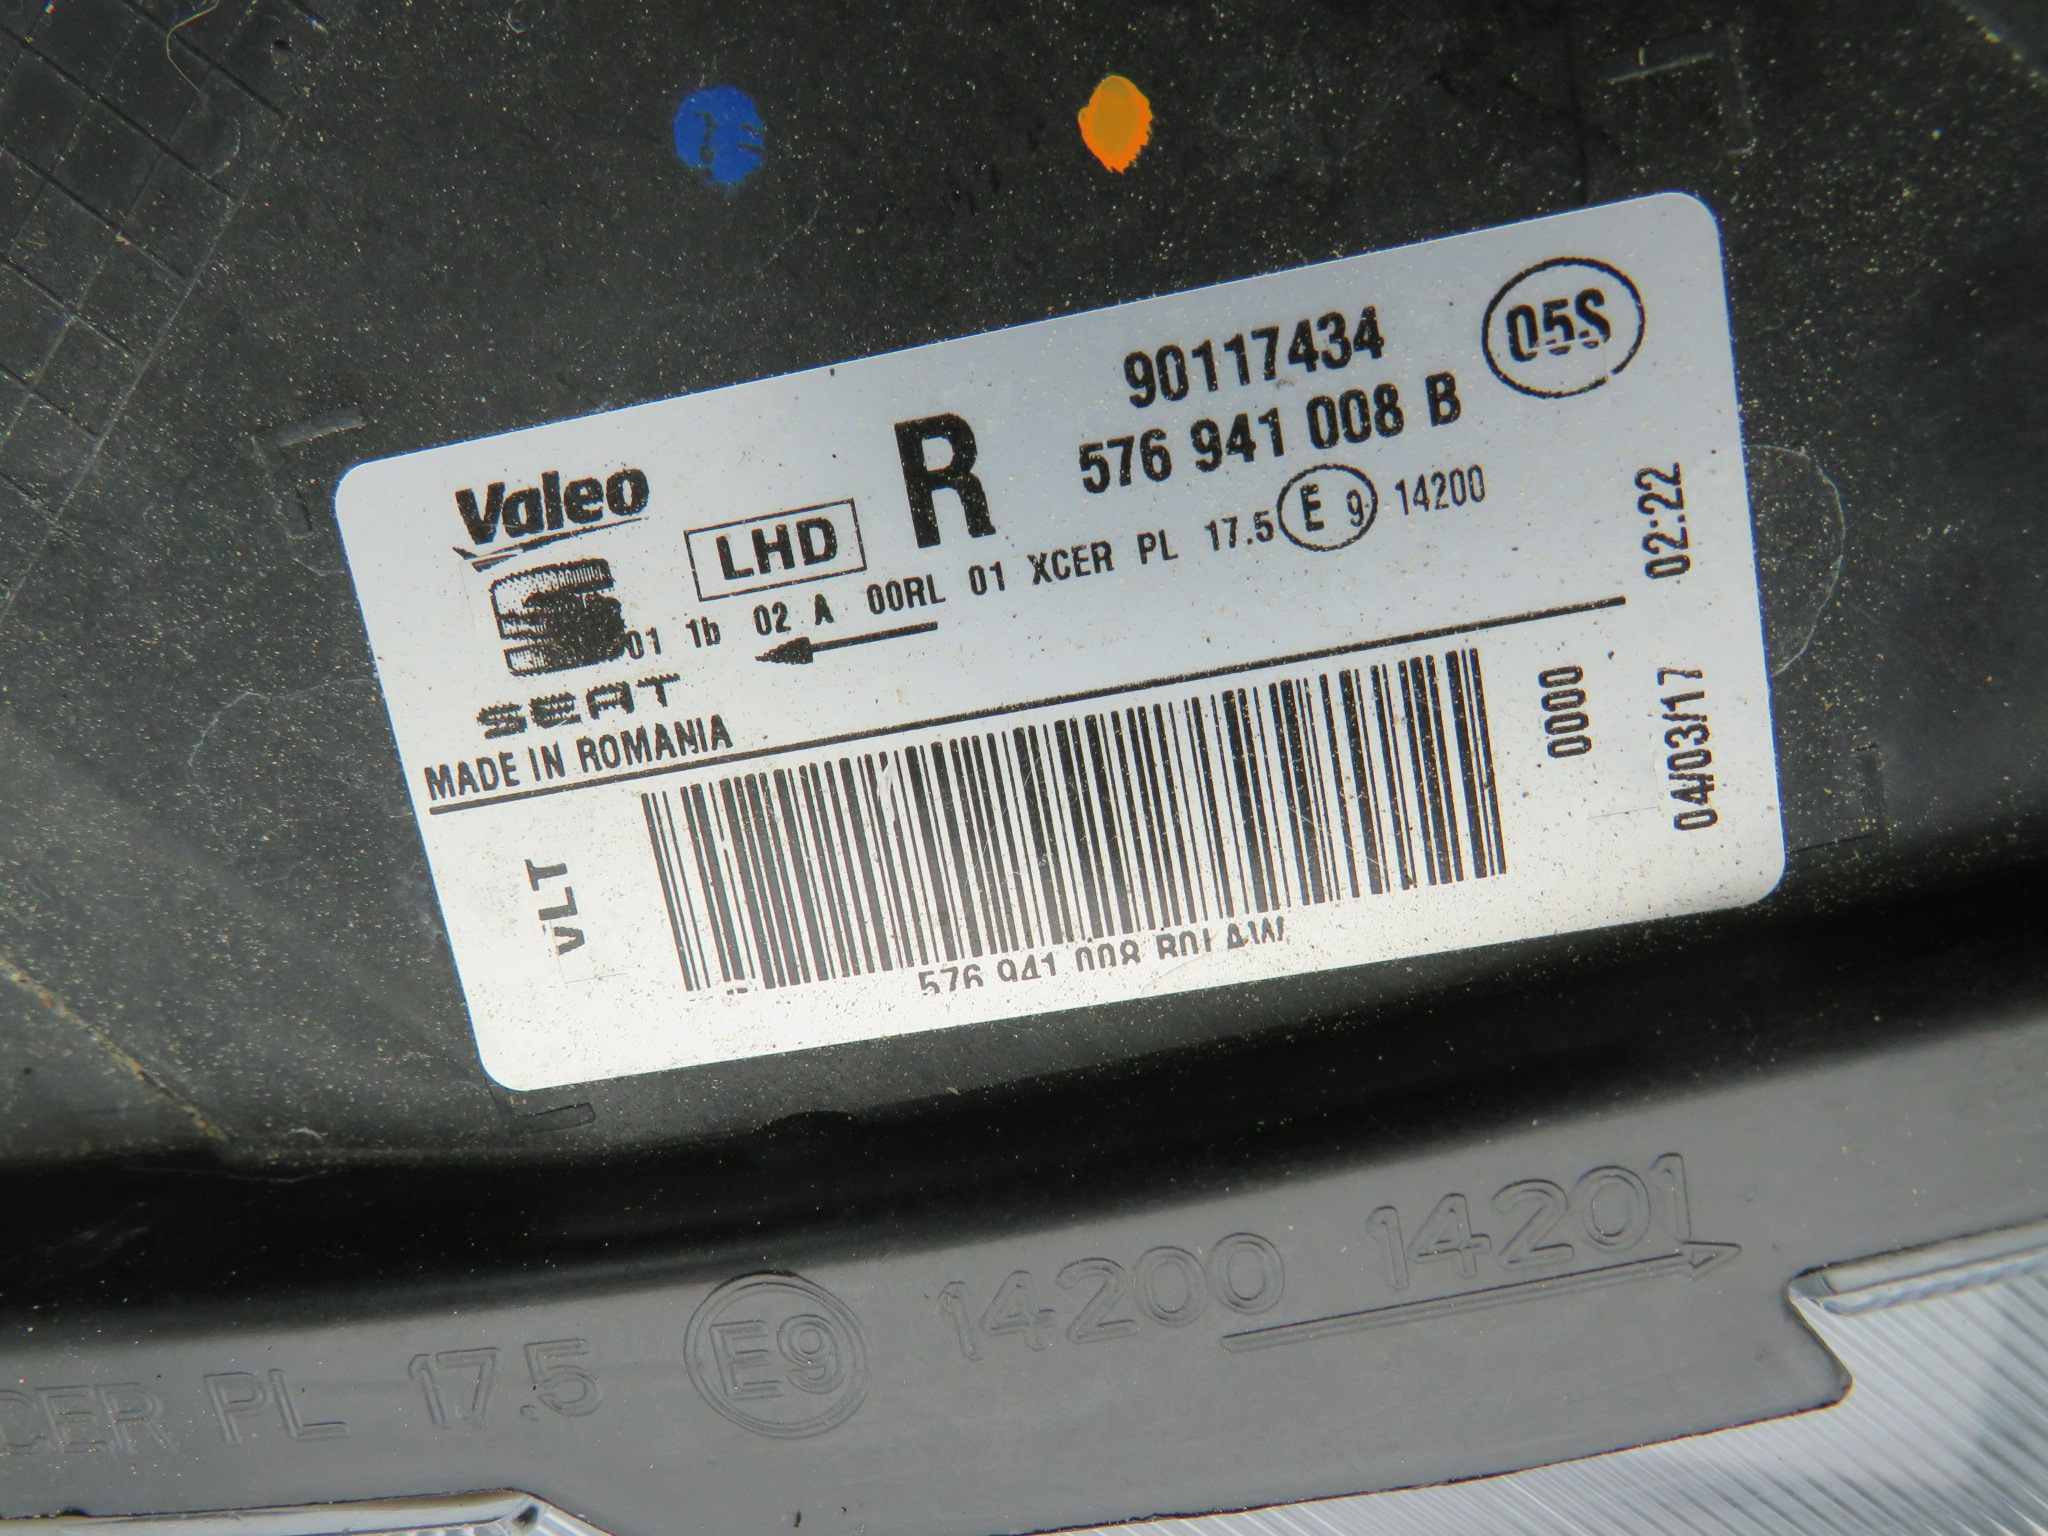 90117434
05S
Valeo
LHD
R
576 941 008 B
01 1b 02 A 00RL 01 XCER PL 17.5 E 9 14200
02:22
SEAT
MADE IN ROMANIA
VLT
0000
04/03/17
576 941 008
CER PL 17.5 E9 14200 14201